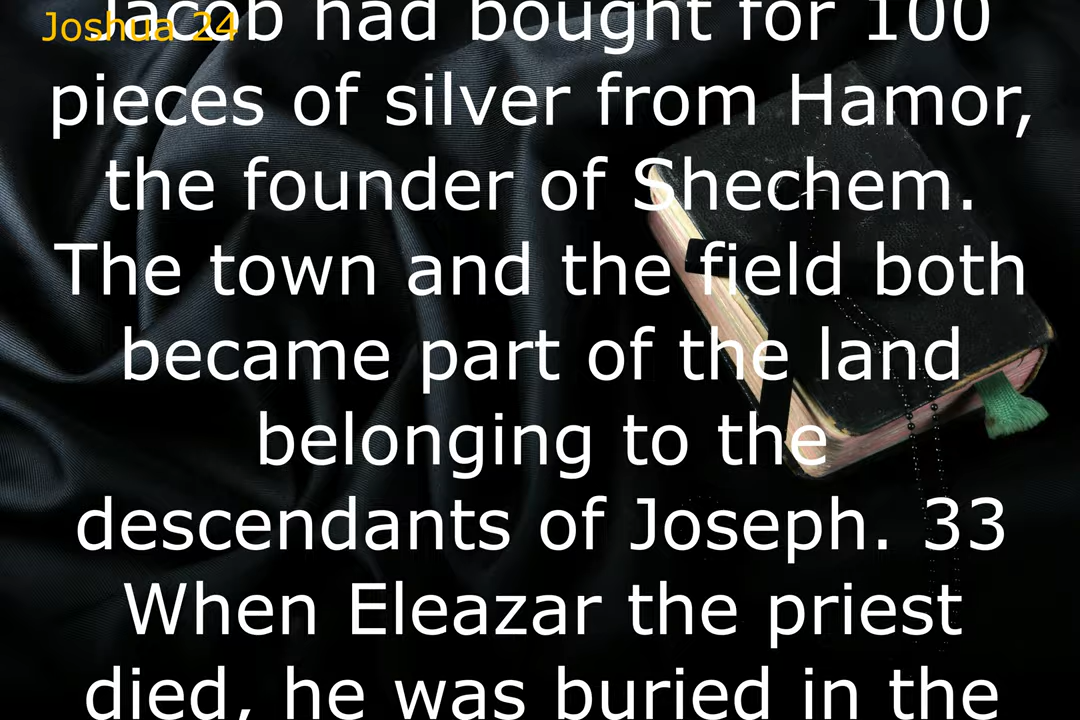 Joshua 24
Jacob had bought for 100
pieces of silver from Hamor,
the founder of Shechem.
The town and the field both
became part of the land
belonging to the
descendants of Joseph. 33
When Eleazar the priest
died, he was buried in the